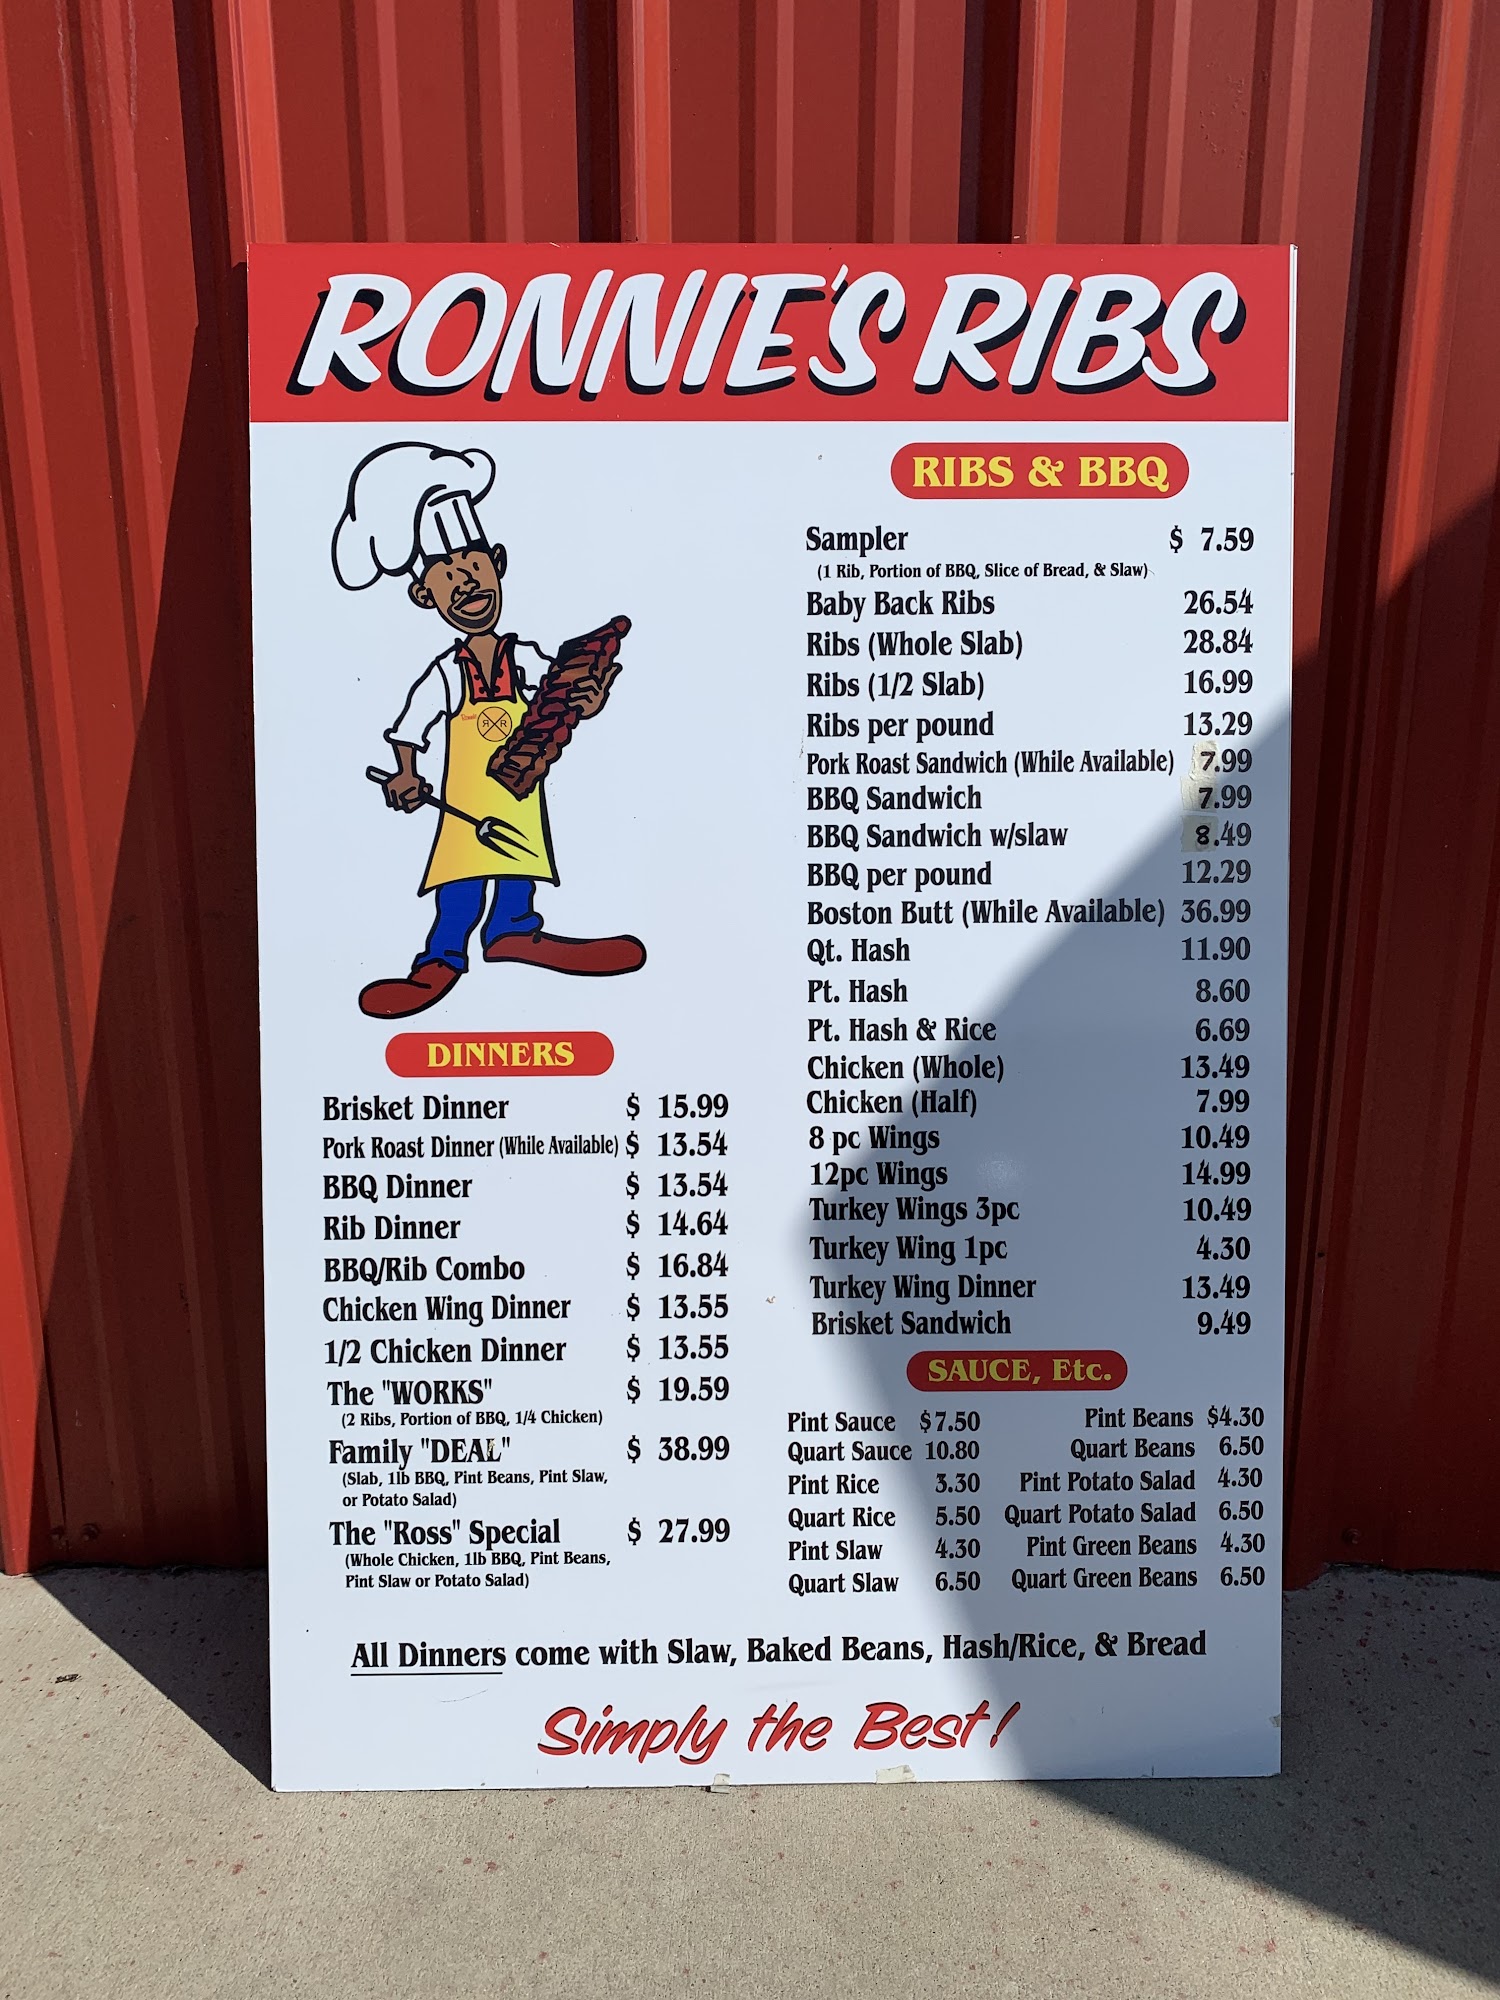 RONNIE'S RIBS
RIBS & BBQ
Sampler $ 7.59
(1 Rib, Portion of BBQ, Slice of Bread, & Slaw)
Baby Back Ribs 26.54
Ribs (Whole Slab) 28.84
Ribs (1/2 Slab) 16.99
Ribs per pound 13.29
Pork Roast Sandwich (While Available) 7.99
BBQ Sandwich 7.99
BBQ Sandwich w/slaw 8.49
BBQ per pound 12.29
Boston Butt (While Available) 36.99
Qt. Hash 11.90
Pt. Hash 8.60
Pt. Hash & Rice 6.69
Chicken (Whole) 13.49
Chicken (Half) 7.99
8 pc Wings 10.49
12pc Wings 14.99
Turkey Wings 3pc 10.49
Turkey Wing 1pc 4.30
Turkey Wing Dinner 13.49
Brisket Sandwich 9.49
Ronnie
R R
DINNERS
Brisket Dinner $ 15.99
Pork Roast Dinner (While Available) $ 13.54
BBQ Dinner $ 13.54
Rib Dinner $ 14.64
BBQ/Rib Combo $ 16.84
Chicken Wing Dinner $ 13.55
1/2 Chicken Dinner $ 13.55
The "WORKS" $ 19.59
(2 Ribs, Portion of BBQ, 1/4 Chicken)
Family "DEAL" $ 38.99
(Slab, 1lb BBQ, Pint Beans, Pint Slaw,
or Potato Salad)
The "Ross" Special $ 27.99
(Whole Chicken, 1lb BBQ, Pint Beans,
Pint Slaw or Potato Salad)
SAUCE, Etc.
Pint Sauce $7.50 Pint Beans $4.30
Quart Sauce 10.80 Quart Beans 6.50
Pint Rice 3.30 Pint Potato Salad 4.30
Quart Rice 5.50 Quart Potato Salad 6.50
Pint Slaw 4.30 Pint Green Beans 4.30
Quart Slaw 6.50 Quart Green Beans 6.50
All Dinners come with Slaw, Baked Beans, Hash/Rice, & Bread
Simply the Best!